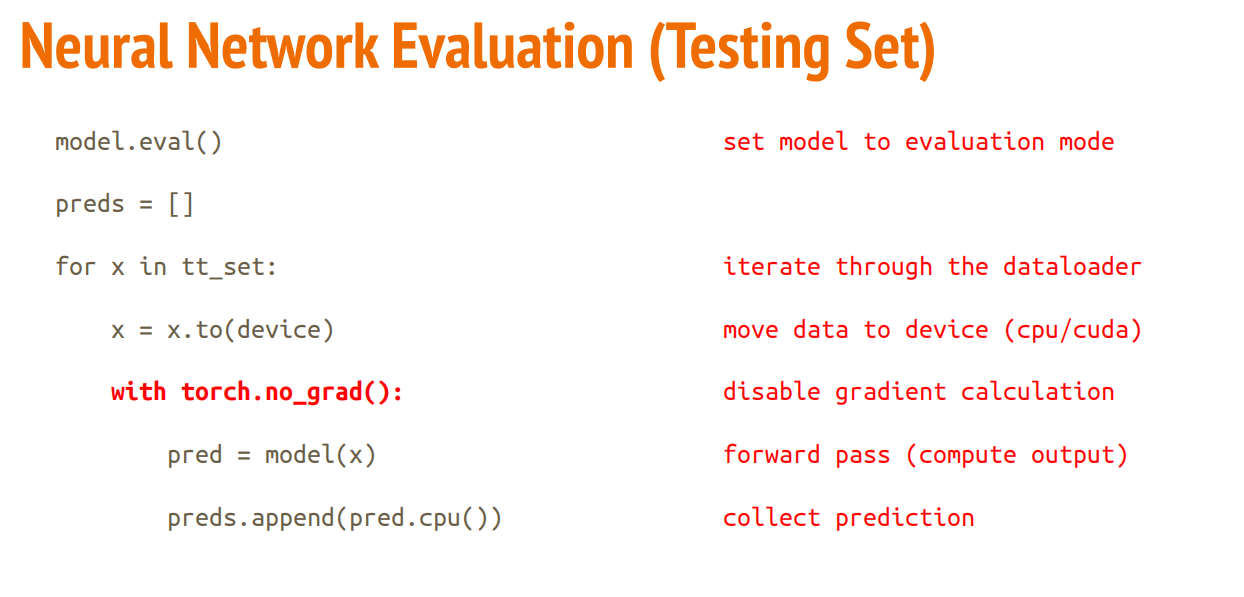 Neural Network Evaluation (Testing Set)
model.eval() set model to evaluation mode
preds = []
for x in tt_set: iterate through the dataloader
x = x.to(device) move data to device (cpu/cuda)
with torch.no_grad(): disable gradient calculation
pred = model(x) forward pass (compute output)
preds.append(pred.cpu()) collect prediction